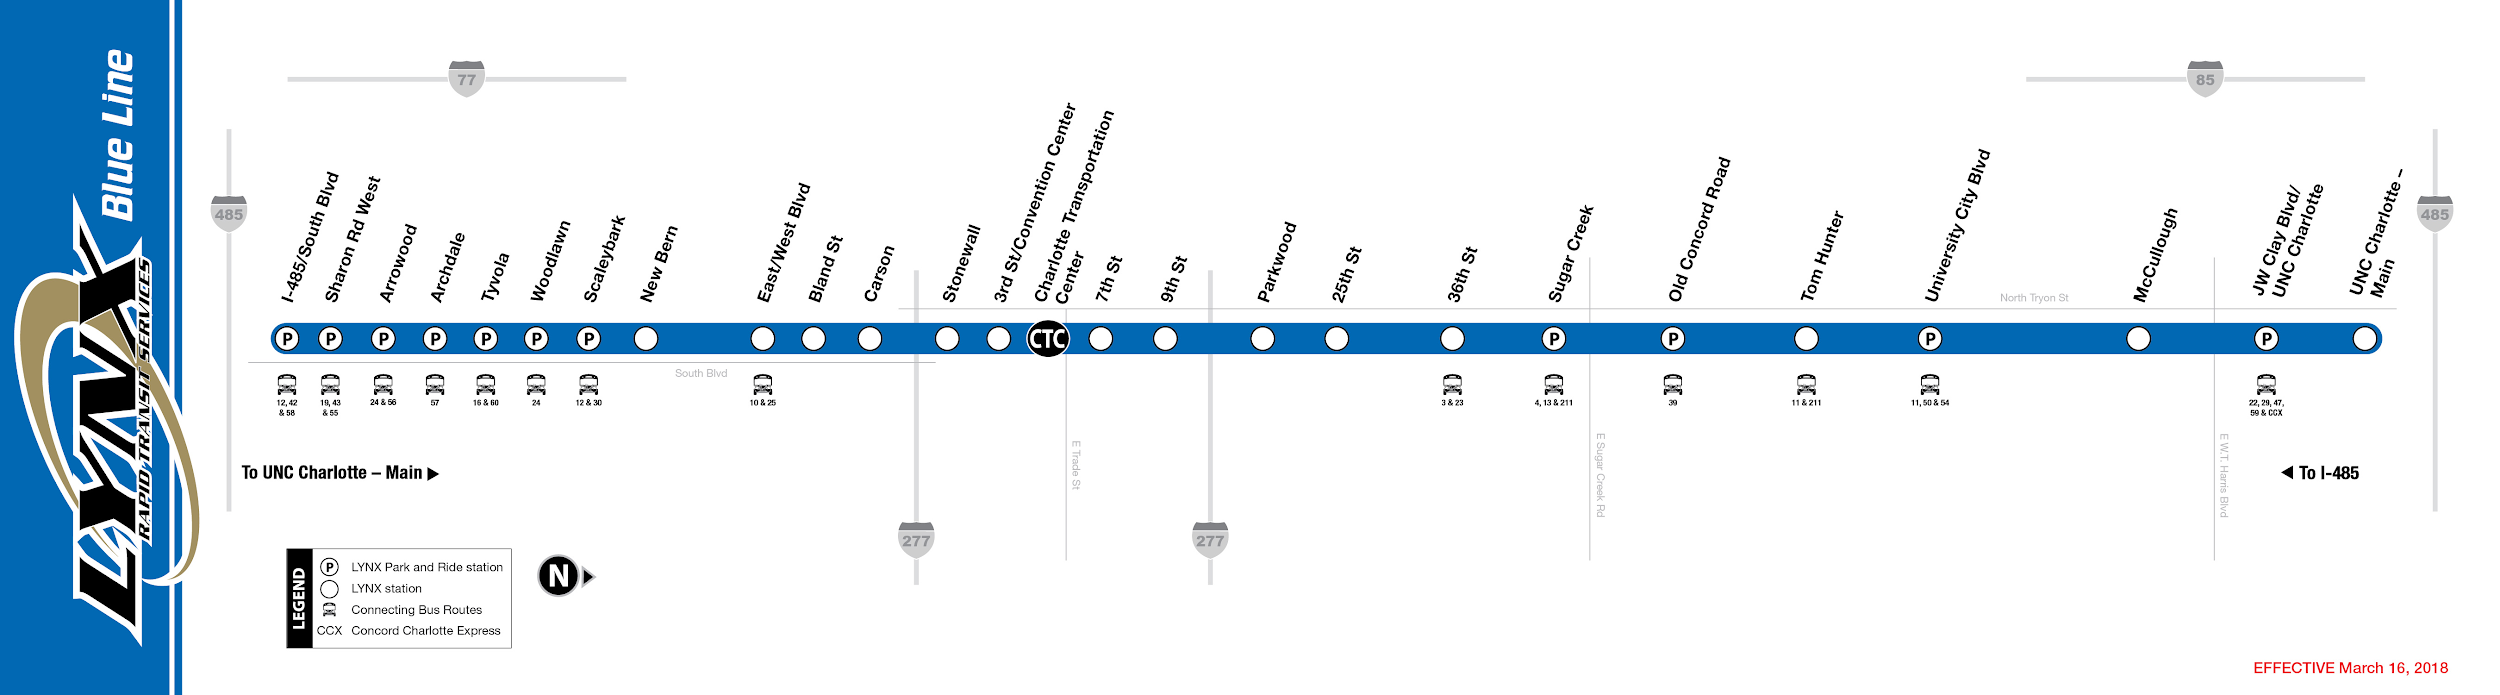 LYNX
RAPID TRANSIT SERVICES
Blue Line
77
85
485
485
I-485/South Blvd
Sharon Rd West
Arrowood
Archdale
Tyvola
Woodlawn
Scaleybark
New Bern
East/West Blvd
Bland St
Carson
Stonewall
3rd St/Convention Center
Charlotte Transportation
Center
7th St
9th St
Parkwood
25th St
36th St
Sugar Creek
Old Concord Road
Tom Hunter
University City Blvd
McCullough
JW Clay Blvd/
UNC Charlotte
UNC Charlotte –
Main
North Tryon St
P
P
P
P
P
P
P
CTC
P
P
P
P
South Blvd
12, 42
& 58
19, 43
& 55
24 & 56
57
16 & 60
24
12 & 30
10 & 25
3 & 23
4, 13 & 211
39
11 & 211
11, 50 & 54
22, 29, 47,
59 & CCX
E Trade St
E Sugar Creek Rd
E W.T. Harris Blvd
To UNC Charlotte – Main
To I-485
277
277
LEGEND
P LYNX Park and Ride station
LYNX station
Connecting Bus Routes
CCX Concord Charlotte Express
N
EFFECTIVE March 16, 2018